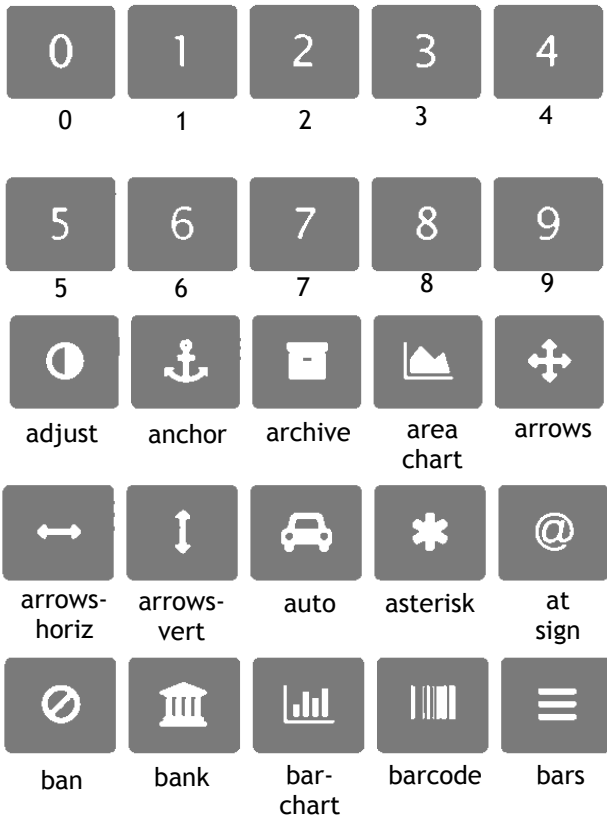 0 1 2 3 4
0 1 2 3 4
5 6 7 8 9
5 6 7 8 9
adjust anchor archive area chart arrows
@
arrows-horiz arrows-vert auto asterisk at sign
ban bank bar-chart barcode bars